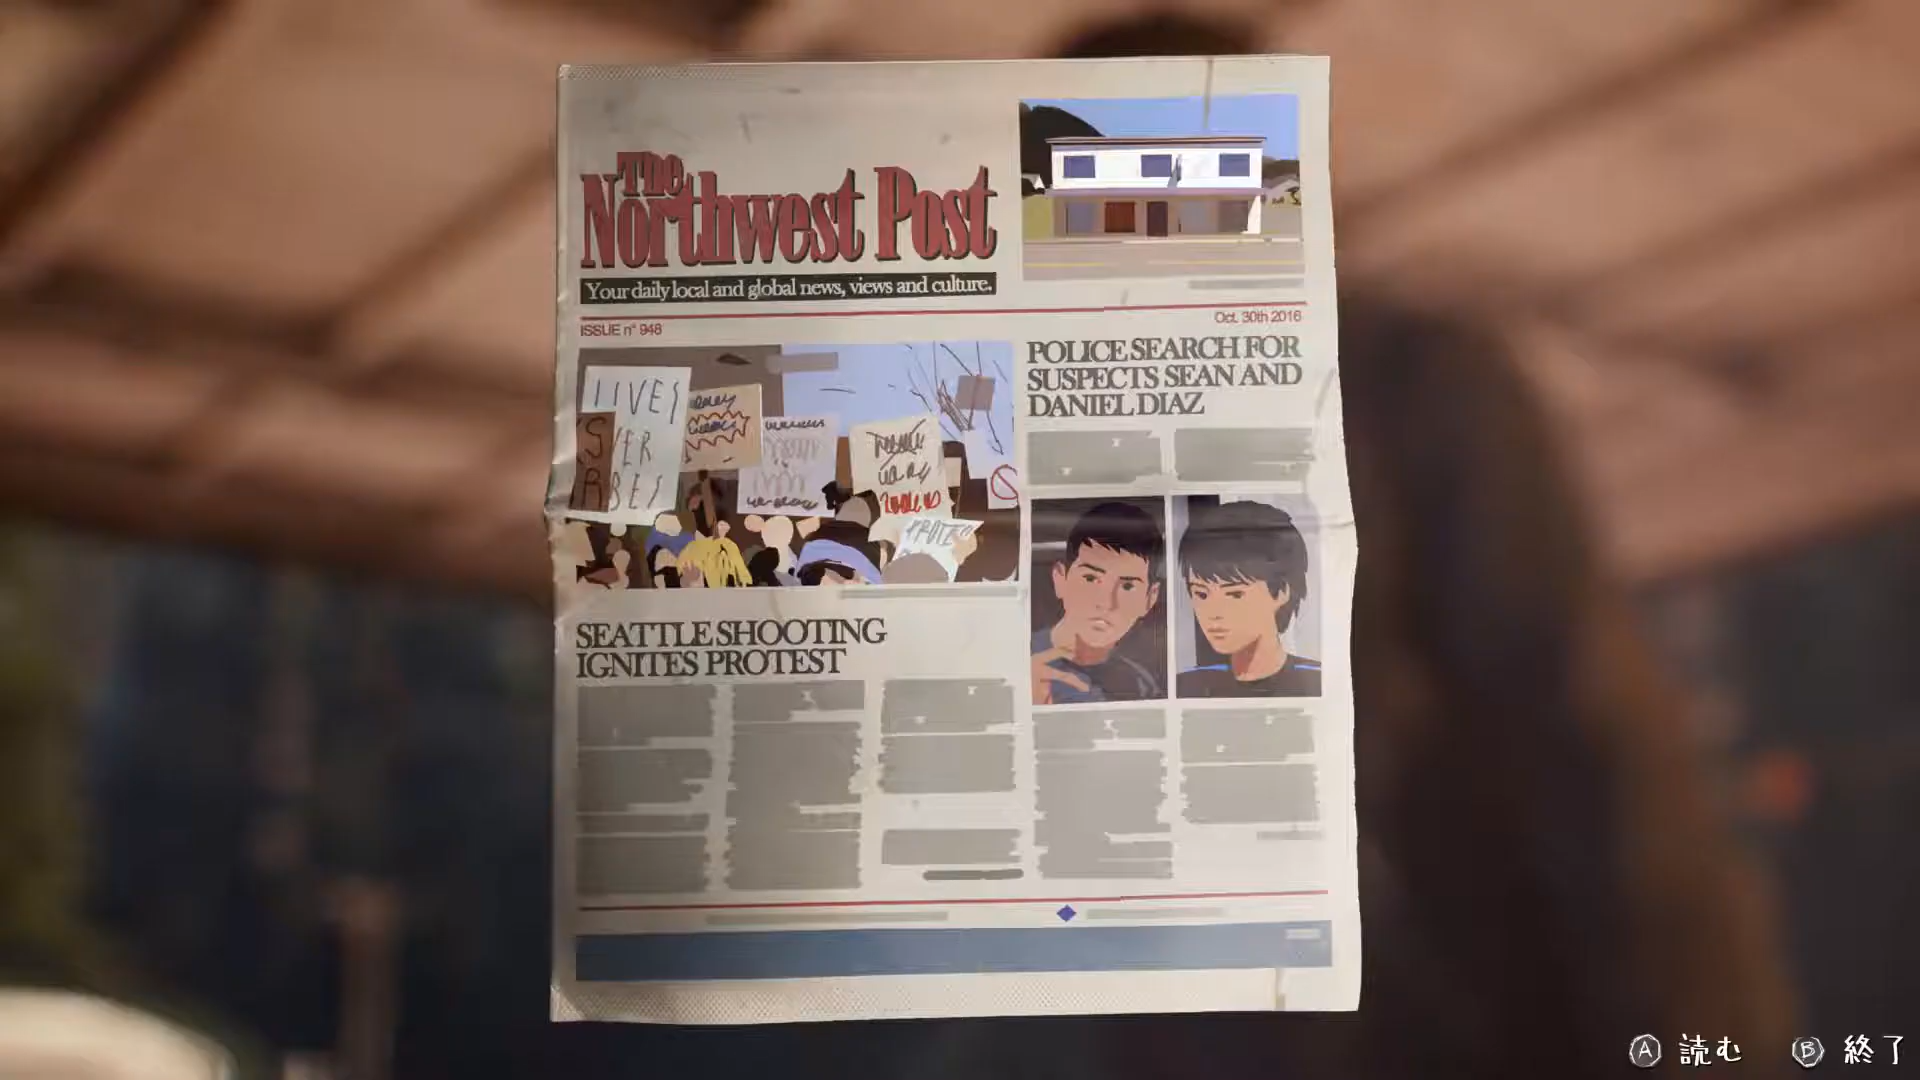 The
Northwest Post
Your daily local and global news, views and culture.
ISSUE n° 948
Oct. 30th 2016
POLICE SEARCH FOR
SUSPECTS SEAN AND
DANIEL DIAZ
LIVES
SEATTLE SHOOTING
IGNITES PROTEST
A 読む
B 終了